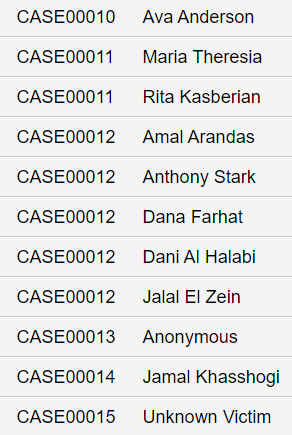 CASE00010 Ava Anderson
CASE00011 Maria Theresia
CASE00011 Rita Kasberian
CASE00012 Amal Arandas
CASE00012 Anthony Stark
CASE00012 Dana Farhat
CASE00012 Dani Al Halabi
CASE00012 Jalal El Zein
CASE00013 Anonymous
CASE00014 Jamal Khasshogi
CASE00015 Unknown Victim